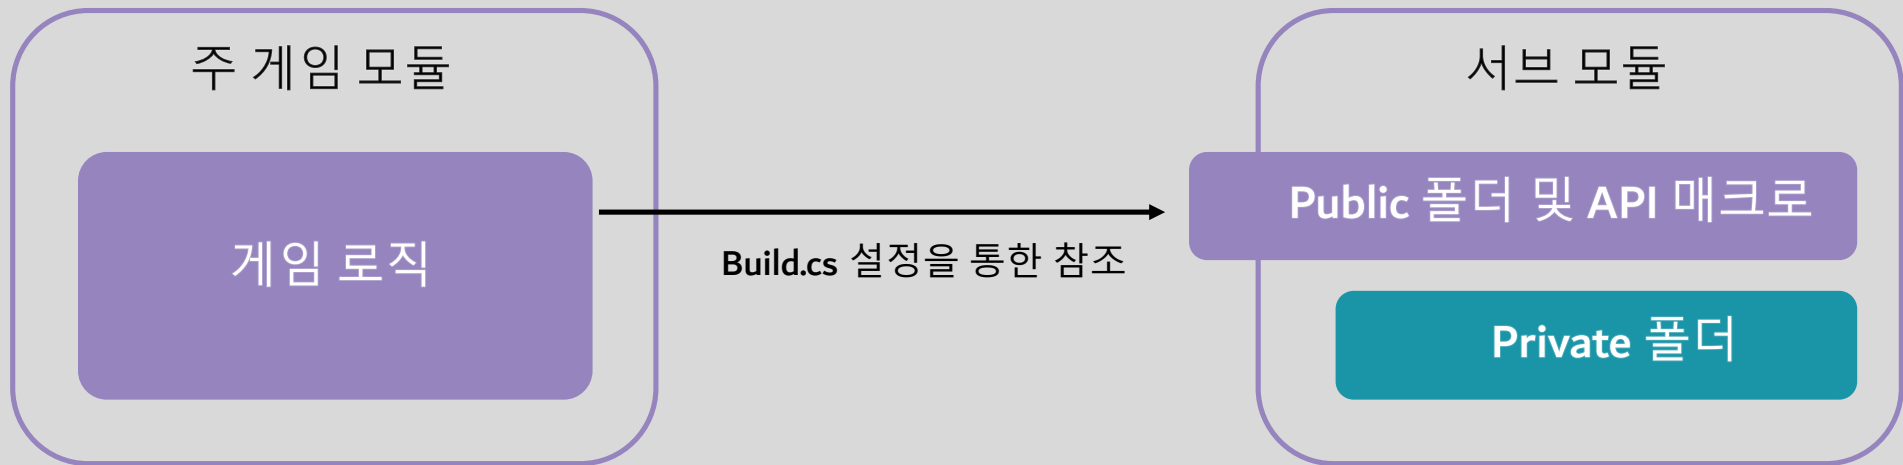 주 게임 모듈
게임 로직
Build.cs 설정을 통한 참조
서브 모듈
Public 폴더 및 API 매크로
Private 폴더